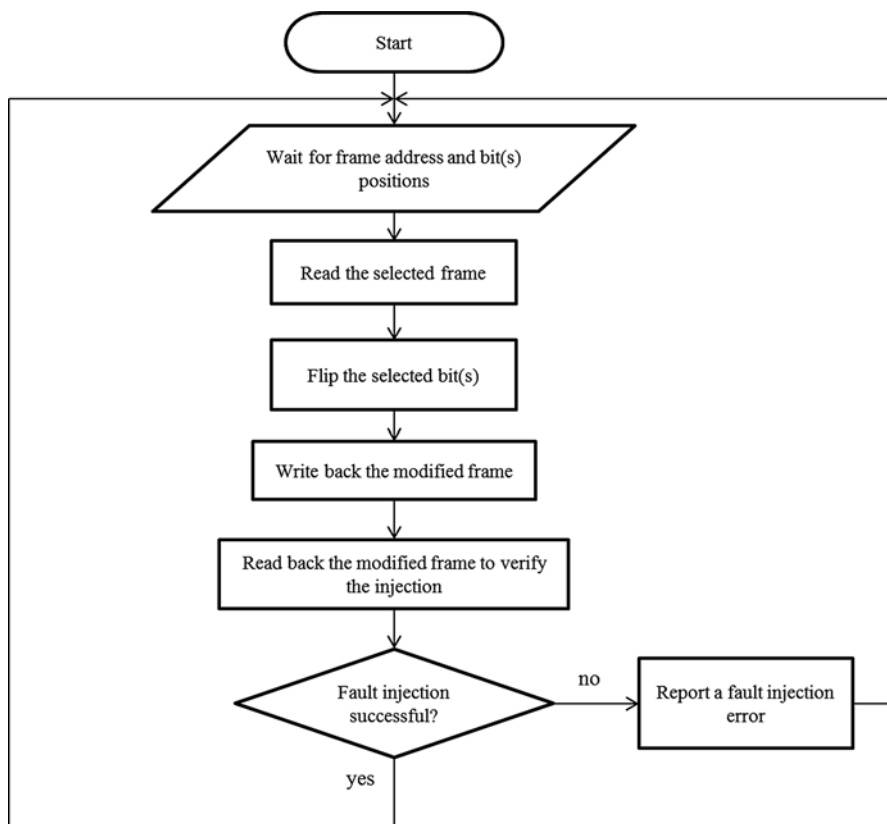 Start
Wait for frame address and bit(s)
positions
Read the selected frame
Flip the selected bit(s)
Write back the modified frame
Read back the modified frame to verify
the injection
Fault injection
successful?
no
Report a fault injection
error
yes